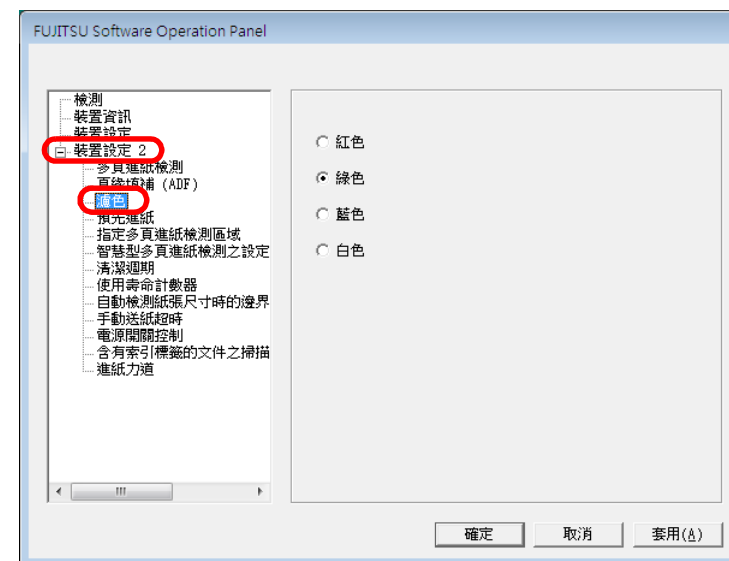 FUJITSU Software Operation Panel
檢測
裝置資訊
裝置設定
裝置設定 2
多頁進紙檢測
頁緣填補 (ADF)
濾色
預先進紙
指定多頁進紙檢測區域
智慧型多頁進紙檢測之設定
清潔週期
使用壽命計數器
自動檢測紙張尺寸時的邊界
手動送紙超時
電源開關控制
含有索引標籤的文件之掃描
進紙力道
紅色
綠色
藍色
白色
確定
取消
套用(A)